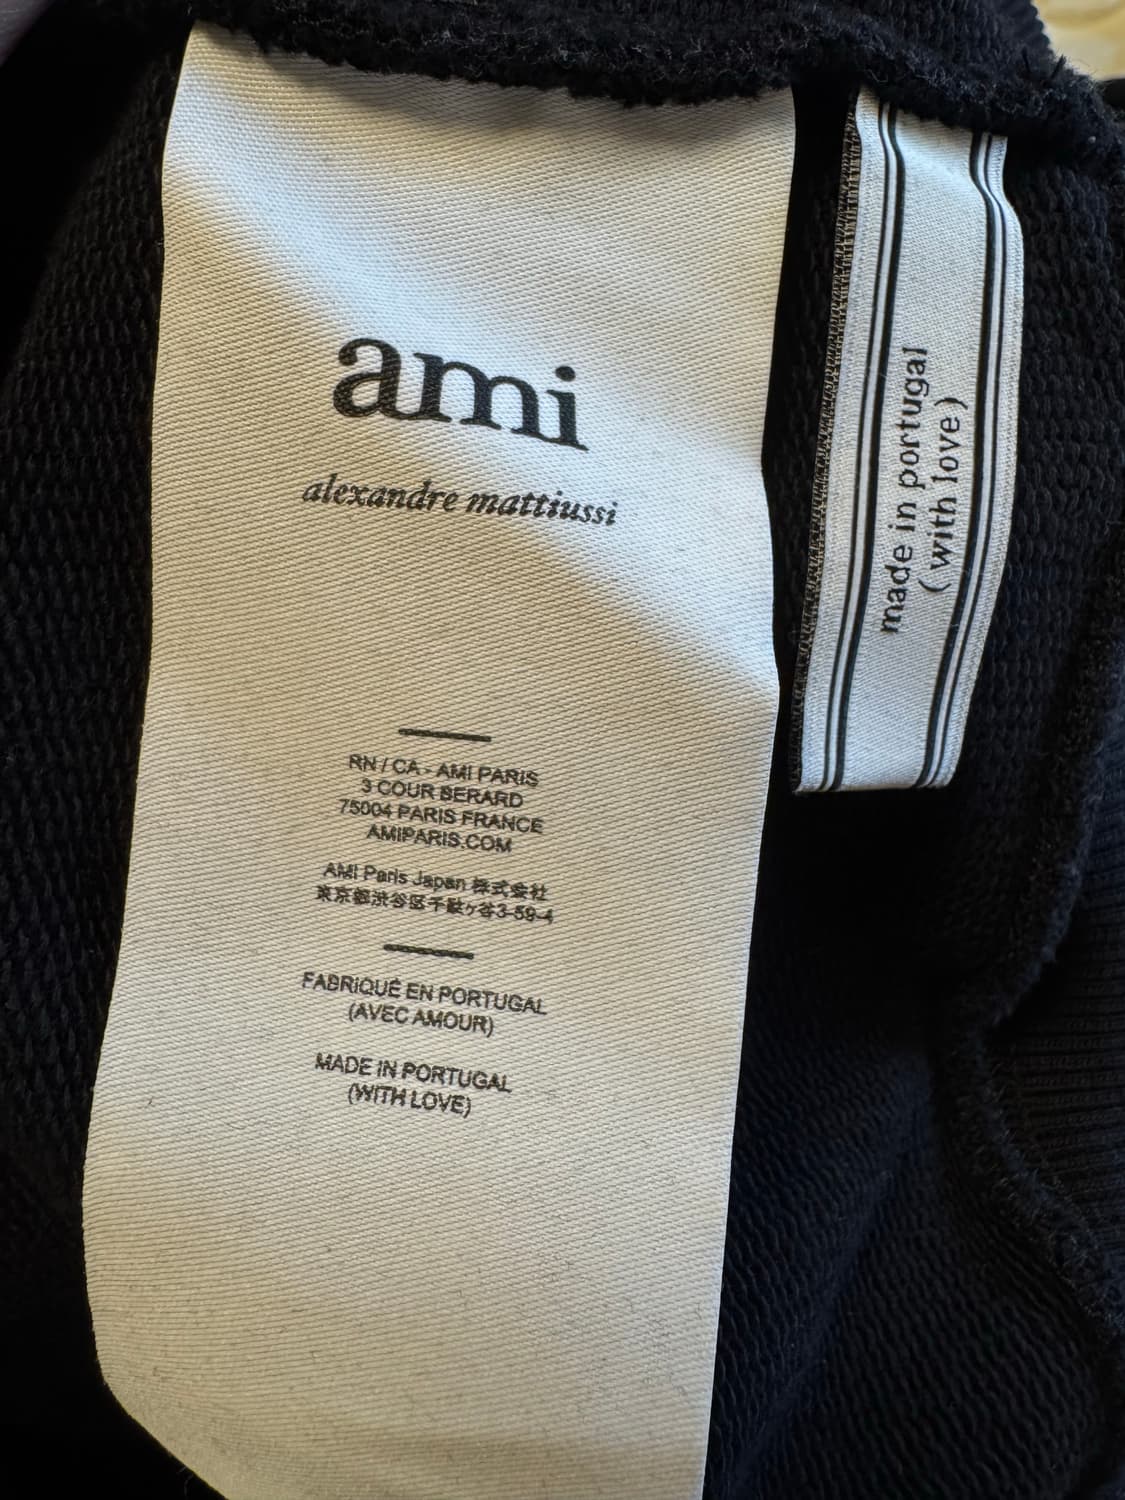 ami
alexandre mattiussi
RN / CA - AMI PARIS
3 COUR BERARD
75004 PARIS FRANCE
AMIPARIS.COM
AMI Paris Japan 株式会社
東京都渋谷区千駄ヶ谷3-59-4
FABRIQUÉ EN PORTUGAL
(AVEC AMOUR)
MADE IN PORTUGAL
(WITH LOVE)
made in portugal
( with love )